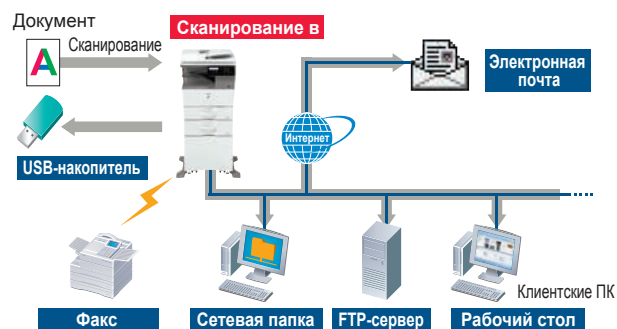 Документ
Сканирование
Сканирование в
Электронная
почта
Интернет
USB-накопитель
Клиентские ПК
Факс
Сетевая папка
FTP-сервер
Рабочий стол